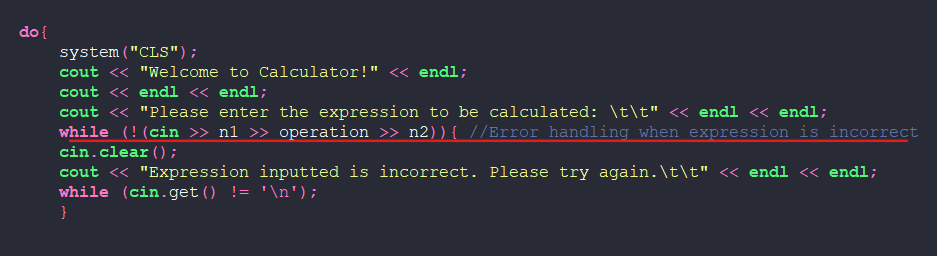 do{
system("CLS");
cout << "Welcome to Calculator!" << endl;
cout << endl << endl;
cout << "Please enter the expression to be calculated: \t\t" << endl << endl;
while (!(cin >> n1 >> operation >> n2)){ //Error handling when expression is incorrect
cin.clear();
cout << "Expression inputted is incorrect. Please try again.\t\t" << endl << endl;
while (cin.get() != '\n');
}